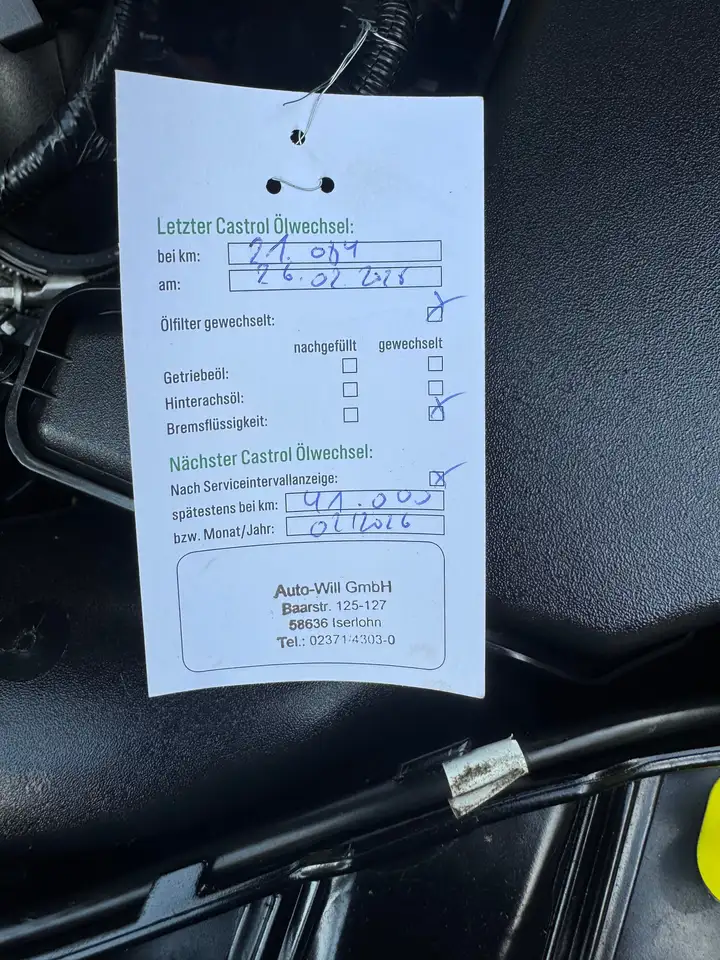 Letzter Castrol Ölwechsel:
bei km:
am: 26.02.2025
Ölfilter gewechselt:
nachgefüllt gewechselt
Getriebeöl:
Hinterachsöl:
Bremsflüssigkeit:
Nächster Castrol Ölwechsel:
Nach Serviceintervallanzeige:
spätestens bei km: 41.000
bzw. Monat/Jahr: 02/2026
Auto-Will GmbH
Baarstr. 125-127
58636 Iserlohn
Tel.: 02371/4303-0